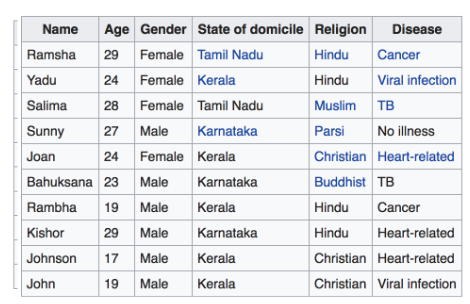 Name Age Gender State of domicile Religion Disease
Ramsha 29 Female Tamil Nadu Hindu Cancer
Yadu 24 Female Kerala Hindu Viral infection
Salima 28 Female Tamil Nadu Muslim TB
Sunny 27 Male Karnataka Parsi No illness
Joan 24 Female Kerala Christian Heart-related
Bahuksana 23 Male Karnataka Buddhist TB
Rambha 19 Male Kerala Hindu Cancer
Kishor 29 Male Karnataka Hindu Heart-related
Johnson 17 Male Kerala Christian Heart-related
John 19 Male Kerala Christian Viral infection